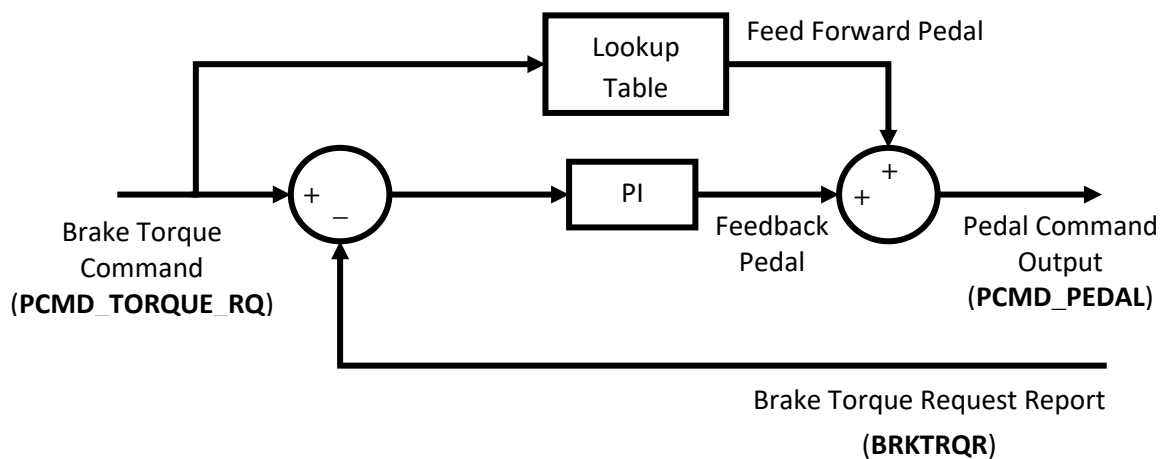 Feed Forward Pedal
Lookup
Table
+
+
+
−
PI
Brake Torque
Command
(PCMD_TORQUE_RQ)
Feedback
Pedal
Pedal Command
Output
(PCMD_PEDAL)
Brake Torque Request Report
(BRKTRQR)